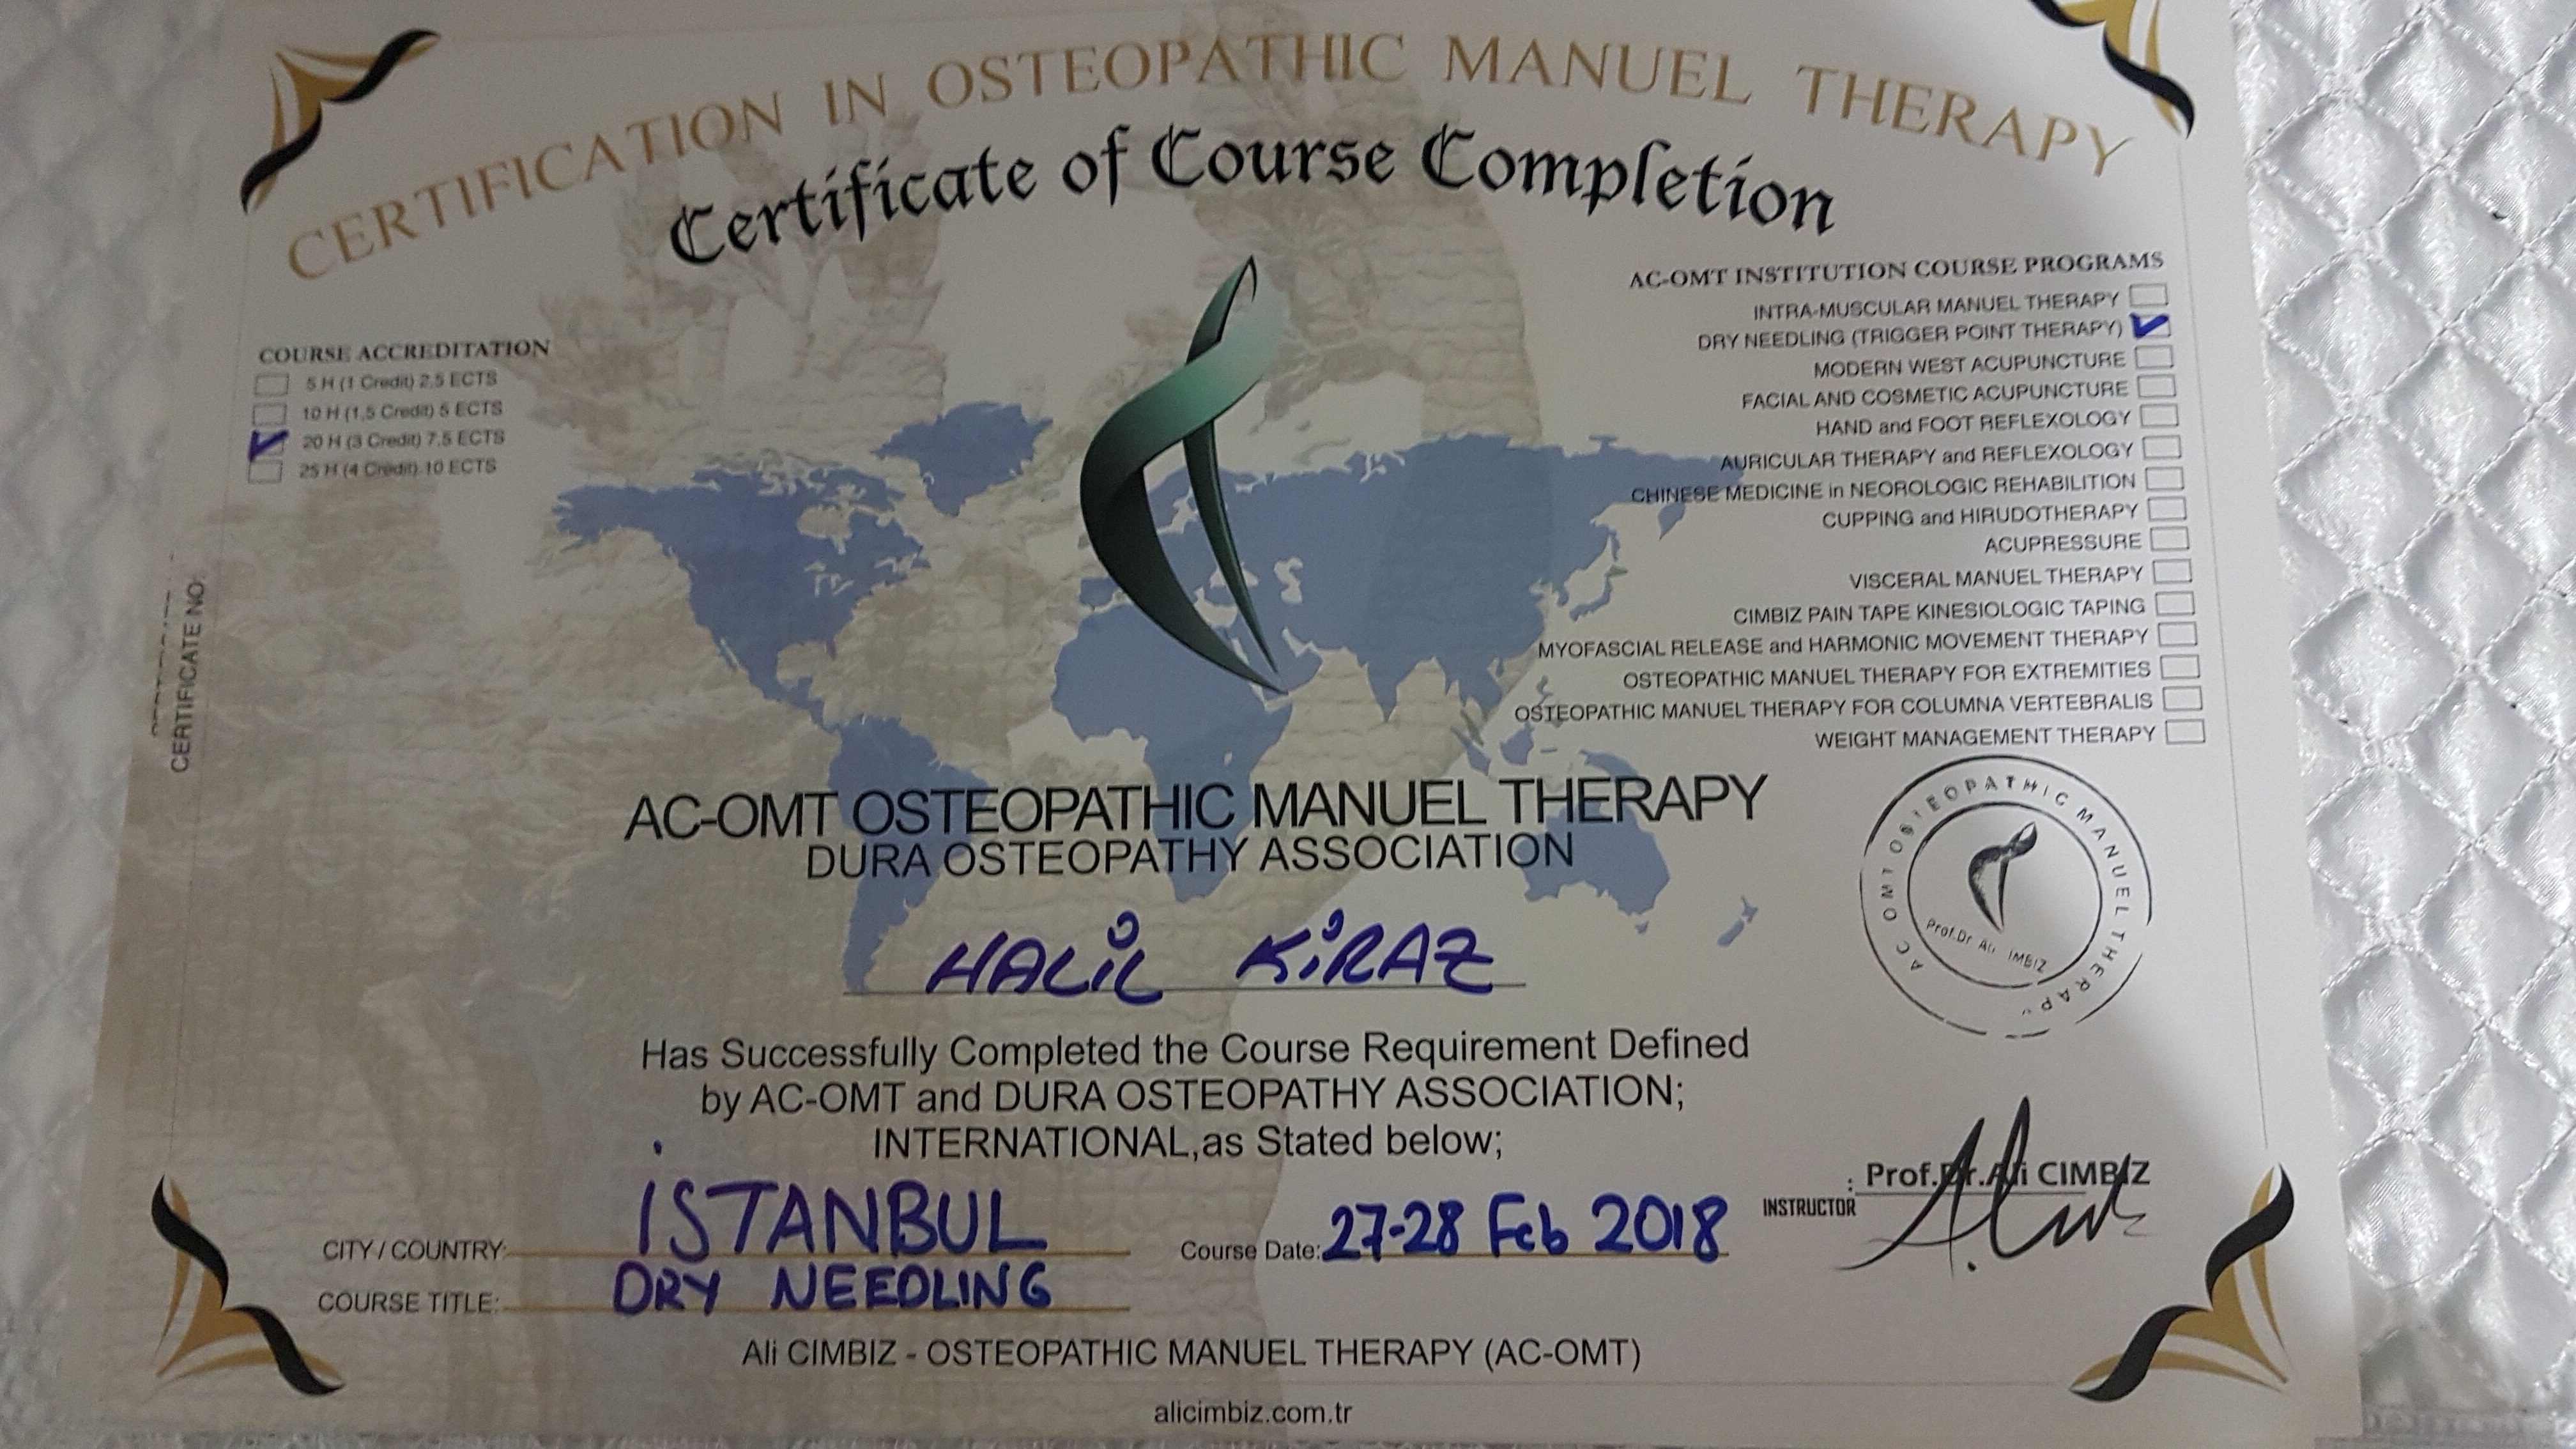 CERTIFICATION IN OSTEOPATHIC MANUEL THERAPY
Certificate of Course Completion
COURSE ACCREDITATION
5 H (1 Credit) 2,5 ECTS
10 H (1,5 Credit) 5 ECTS
20 H (3 Credit) 7,5 ECTS
25 H (4 Credit) 10 ECTS
AC-OMT INSTITUTION COURSE PROGRAMS
INTRA-MUSCULAR MANUEL THERAPY
DRY NEEDLING (TRIGGER POINT THERAPY)
MODERN WEST ACUPUNCTURE
FACIAL AND COSMETIC ACUPUNCTURE
HAND and FOOT REFLEXOLOGY
AURICULAR THERAPY and REFLEXOLOGY
CHINESE MEDICINE in NEOROLOGIC REHABILITION
CUPPING and HIRUDOTHERAPY
ACUPRESSURE
VISCERAL MANUEL THERAPY
CIMBIZ PAIN TAPE KINESIOLOGIC TAPING
MYOFASCIAL RELEASE and HARMONIC MOVEMENT THERAPY
OSTEOPATHIC MANUEL THERAPY FOR EXTREMITIES
OSTEOPATHIC MANUEL THERAPY FOR COLUMNA VERTEBRALIS
WEIGHT MANAGEMENT THERAPY
CERTIFICATE NO:
AC-OMT OSTEOPATHIC MANUEL THERAPY
DURA OSTEOPATHY ASSOCIATION
AC OMT OSTEOPATHIC MANUEL THERAPY
Prof.Dr Ali IMBIZ
HALİL KİRAZ
Has Successfully Completed the Course Requirement Defined
by AC-OMT and DURA OSTEOPATHY ASSOCIATION;
INTERNATIONAL,as Stated below;
CITY / COUNTRY: İSTANBUL
Course Date: 27-28 Feb 2018
INSTRUCTOR : Prof.Dr.Ali CIMBIZ
COURSE TITLE: DRY NEEDLING
Ali CIMBIZ - OSTEOPATHIC MANUEL THERAPY (AC-OMT)
alicimbiz.com.tr